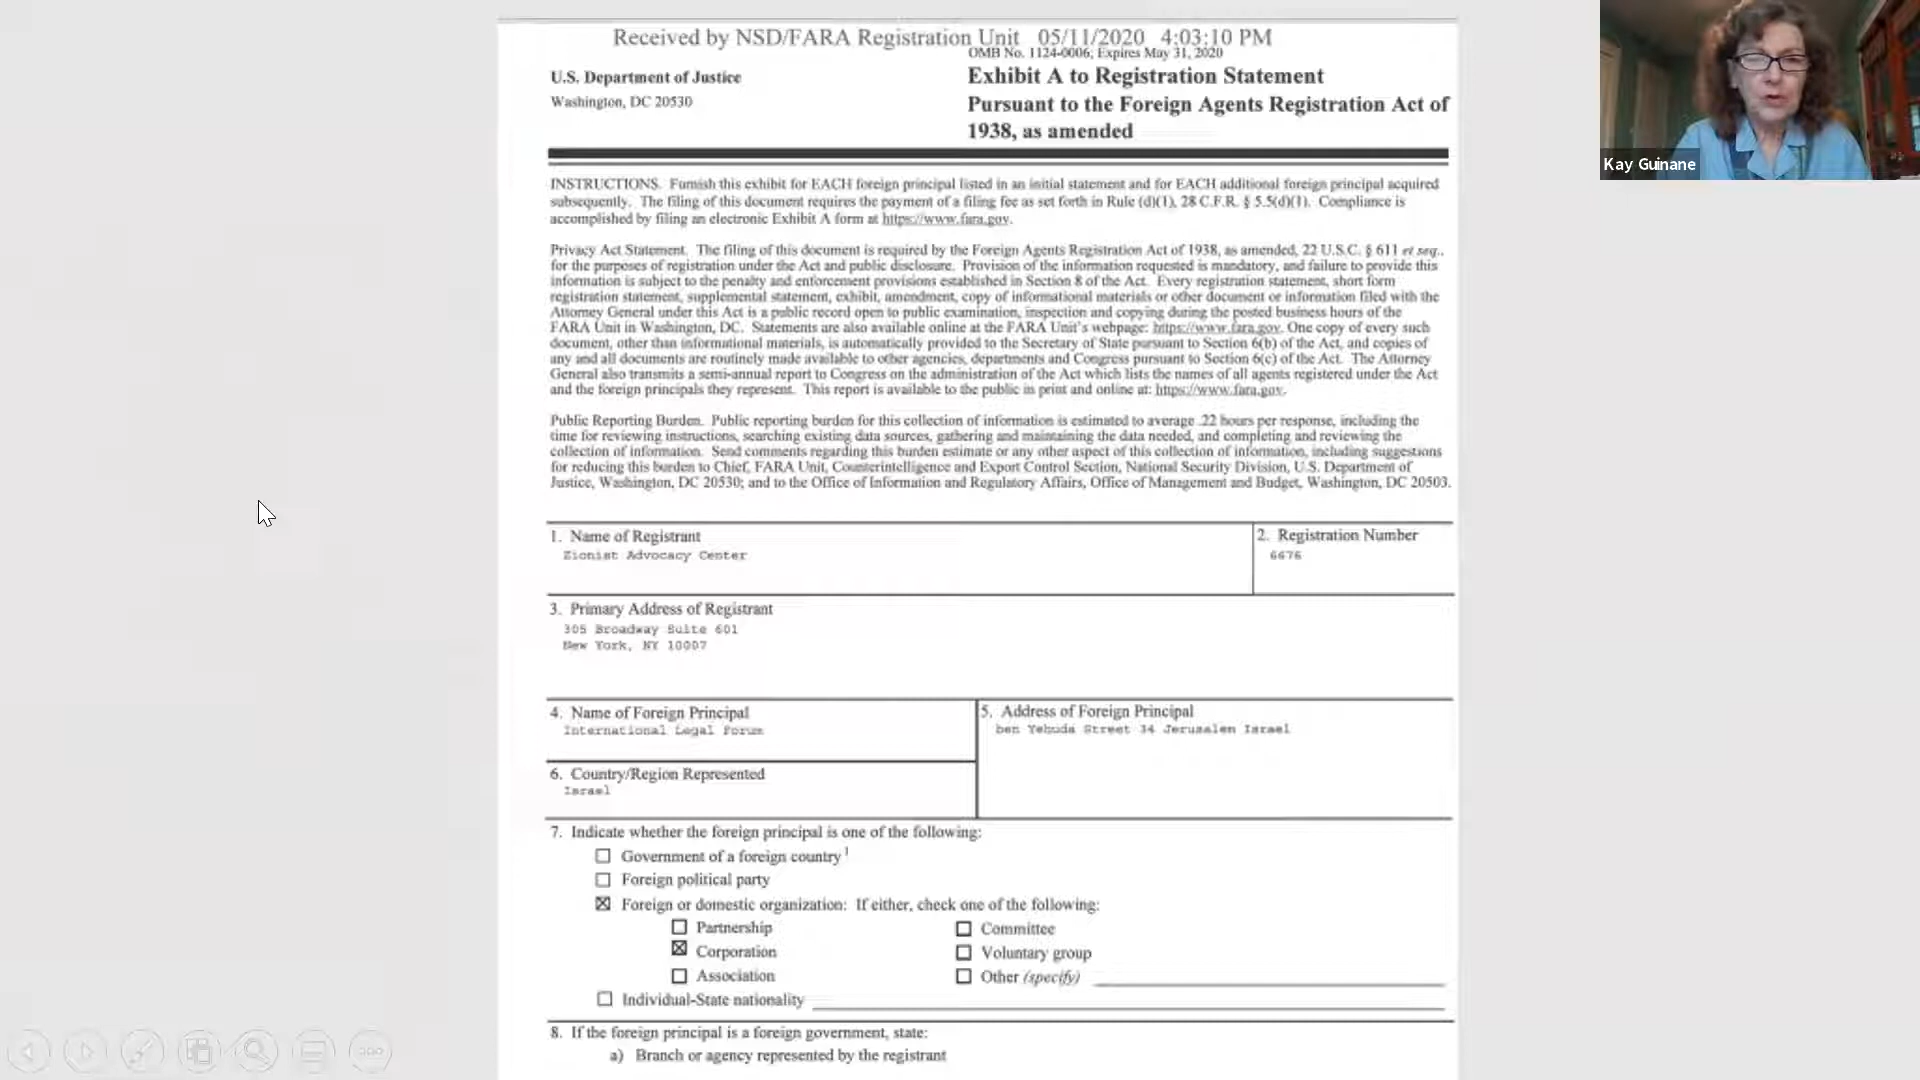 Received by NSD/FARA Registration Unit 05/11/2020 4:03:10 PM
OMB No. 1124-0006; Expires May 31, 2020
U.S. Department of Justice
Washington, DC 20530
Exhibit A to Registration Statement
Pursuant to the Foreign Agents Registration Act of
1938, as amended
INSTRUCTIONS. Furnish this exhibit for EACH foreign principal listed in an initial statement and for EACH additional foreign principal acquired
subsequently. The filing of this document requires the payment of a filing fee as set forth in Rule (d)(1), 28 C.F.R. § 5.5(d)(1). Compliance is
accomplished by filing an electronic Exhibit A form at https://www.fara.gov.
Privacy Act Statement. The filing of this document is required by the Foreign Agents Registration Act of 1938, as amended, 22 U.S.C. § 611 et seq.,
for the purposes of registration under the Act and public disclosure. Provision of the information requested is mandatory, and failure to provide this
information is subject to the penalty and enforcement provisions established in Section 8 of the Act. Every registration statement, short form
registration statement, supplemental statement, exhibit, amendment, copy of informational materials or other document or information filed with the
Attorney General under this Act is a public record open to public examination, inspection and copying during the posted business hours of the
FARA Unit in Washington, DC. Statements are also available online at the FARA Unit's webpage: https://www.fara.gov. One copy of every such
document, other than informational materials, is automatically provided to the Secretary of State pursuant to Section 6(b) of the Act, and copies of
any and all documents are routinely made available to other agencies, departments and Congress pursuant to Section 6(c) of the Act. The Attorney
General also transmits a semi-annual report to Congress on the administration of the Act which lists the names of all agents registered under the Act
and the foreign principals they represent. This report is available to the public in print and online at: https://www.fara.gov.
Public Reporting Burden. Public reporting burden for this collection of information is estimated to average .22 hours per response, including the
time for reviewing instructions, searching existing data sources, gathering and maintaining the data needed, and completing and reviewing the
collection of information. Send comments regarding this burden estimate or any other aspect of this collection of information, including suggestions
for reducing this burden to Chief, FARA Unit, Counterintelligence and Export Control Section, National Security Division, U.S. Department of
Justice, Washington, DC 20530; and to the Office of Information and Regulatory Affairs, Office of Management and Budget, Washington, DC 20503.
1. Name of Registrant
Zionist Advocacy Center
2. Registration Number
6676
3. Primary Address of Registrant
305 Broadway Suite 601
New York, NY 10007
4. Name of Foreign Principal
International Legal Forum
5. Address of Foreign Principal
ben Yehuda Street 34 Jerusalem Israel
6. Country/Region Represented
Israel
7. Indicate whether the foreign principal is one of the following:
Government of a foreign country 1
Foreign political party
Foreign or domestic organization: If either, check one of the following:
Partnership
Committee
Corporation
Voluntary group
Association
Other (specify)
Individual-State nationality
8. If the foreign principal is a foreign government, state:
a) Branch or agency represented by the registrant
Kay Guinane